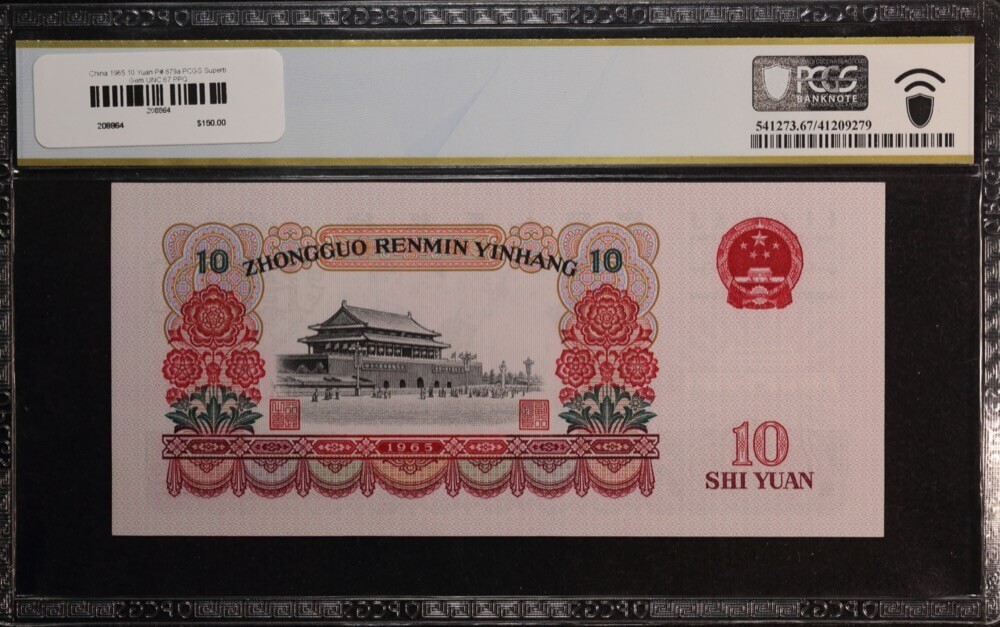 China 1965 10 Yuan P# 879a PCGS Superb
Gem UNC 67 PPQ
208864
208864 $150.00
PCGS
BANKNOTE
541273.67/41209279
10 ZHONGGUO RENMIN YINHANG 10
1965
10
SHI YUAN